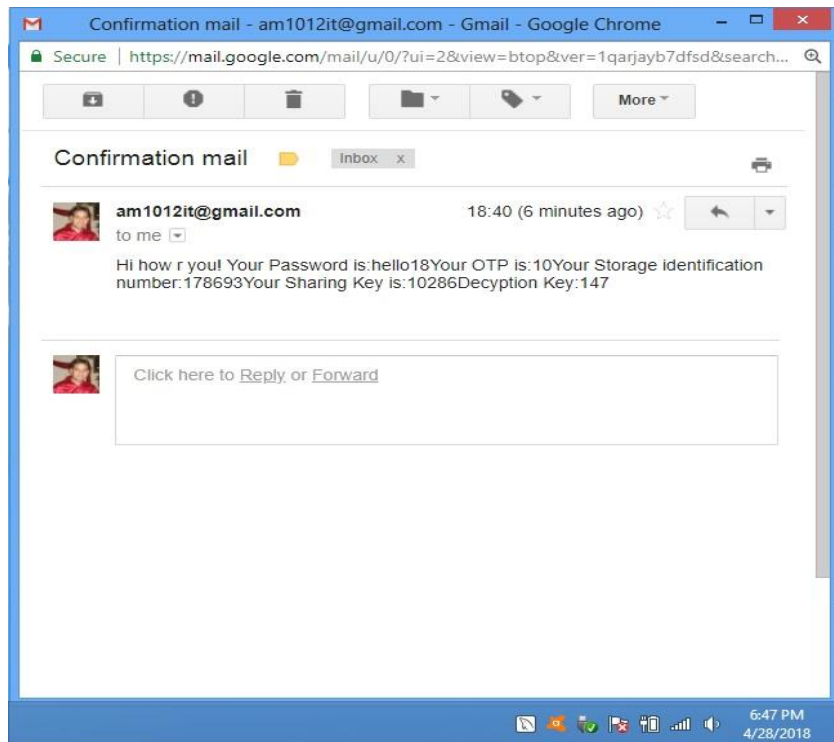 Confirmation mail - am1012it@gmail.com - Gmail - Google Chrome
Secure | https://mail.google.com/mail/u/0/?ui=2&view=btop&ver=1qarjayb7dfsd&search...
More
Confirmation mail Inbox x
am1012it@gmail.com 18:40 (6 minutes ago)
to me
Hi how r you! Your Password is:hello18Your OTP is:10Your Storage identification
number:178693Your Sharing Key is:10286Decyption Key:147
Click here to Reply or Forward
6:47 PM
4/28/2018